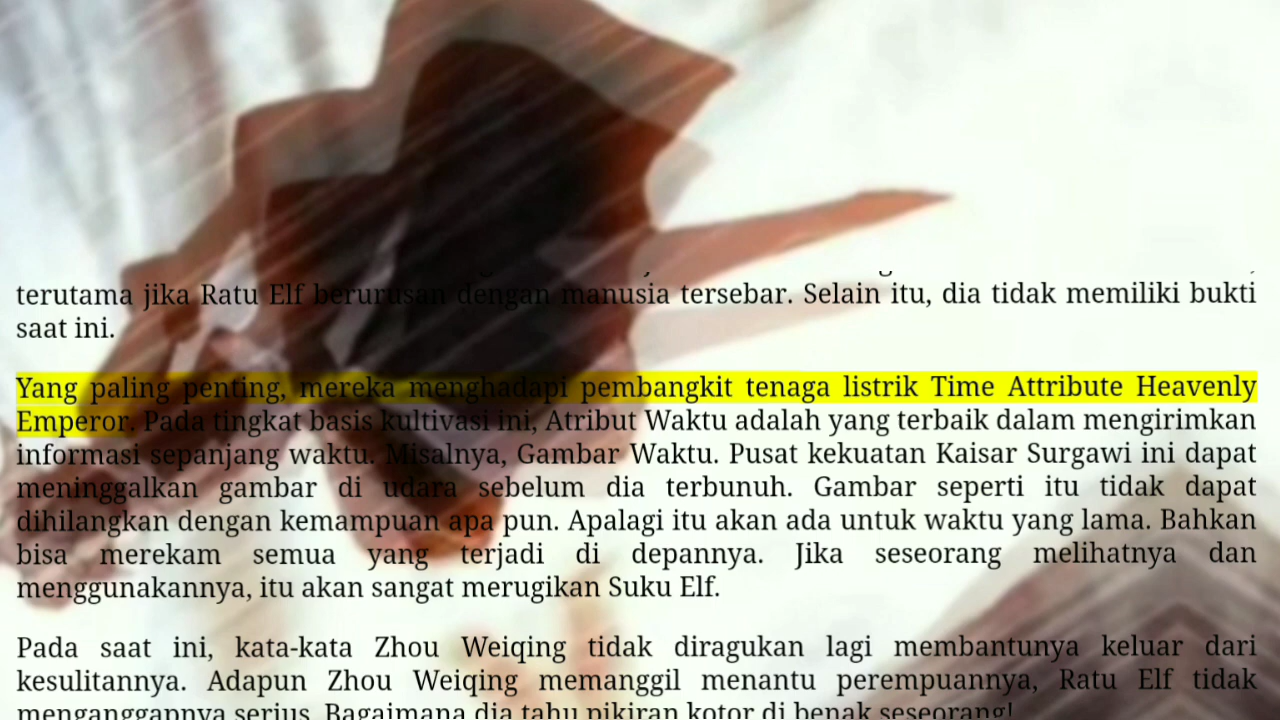 terutama jika Ratu Elf berurusan dengan manusia tersebar. Selain itu, dia tidak memiliki bukti
saat ini.
Yang paling penting, mereka menghadapi pembangkit tenaga listrik Time Attribute Heavenly
Emperor. Pada tingkat basis kultivasi ini, Atribut Waktu adalah yang terbaik dalam mengirimkan
informasi sepanjang waktu. Misalnya, Gambar Waktu. Pusat kekuatan Kaisar Surgawi ini dapat
meninggalkan gambar di udara sebelum dia terbunuh. Gambar seperti itu tidak dapat
dihilangkan dengan kemampuan apa pun. Apalagi itu akan ada untuk waktu yang lama. Bahkan
bisa merekam semua yang terjadi di depannya. Jika seseorang melihatnya dan
menggunakannya, itu akan sangat merugikan Suku Elf.
Pada saat ini, kata-kata Zhou Weiqing tidak diragukan lagi membantunya keluar dari
kesulitannya. Adapun Zhou Weiqing memanggil menantu perempuannya, Ratu Elf tidak
menganggapnya serius. Bagaimana dia tahu pikiran kotor di benak seseorang!